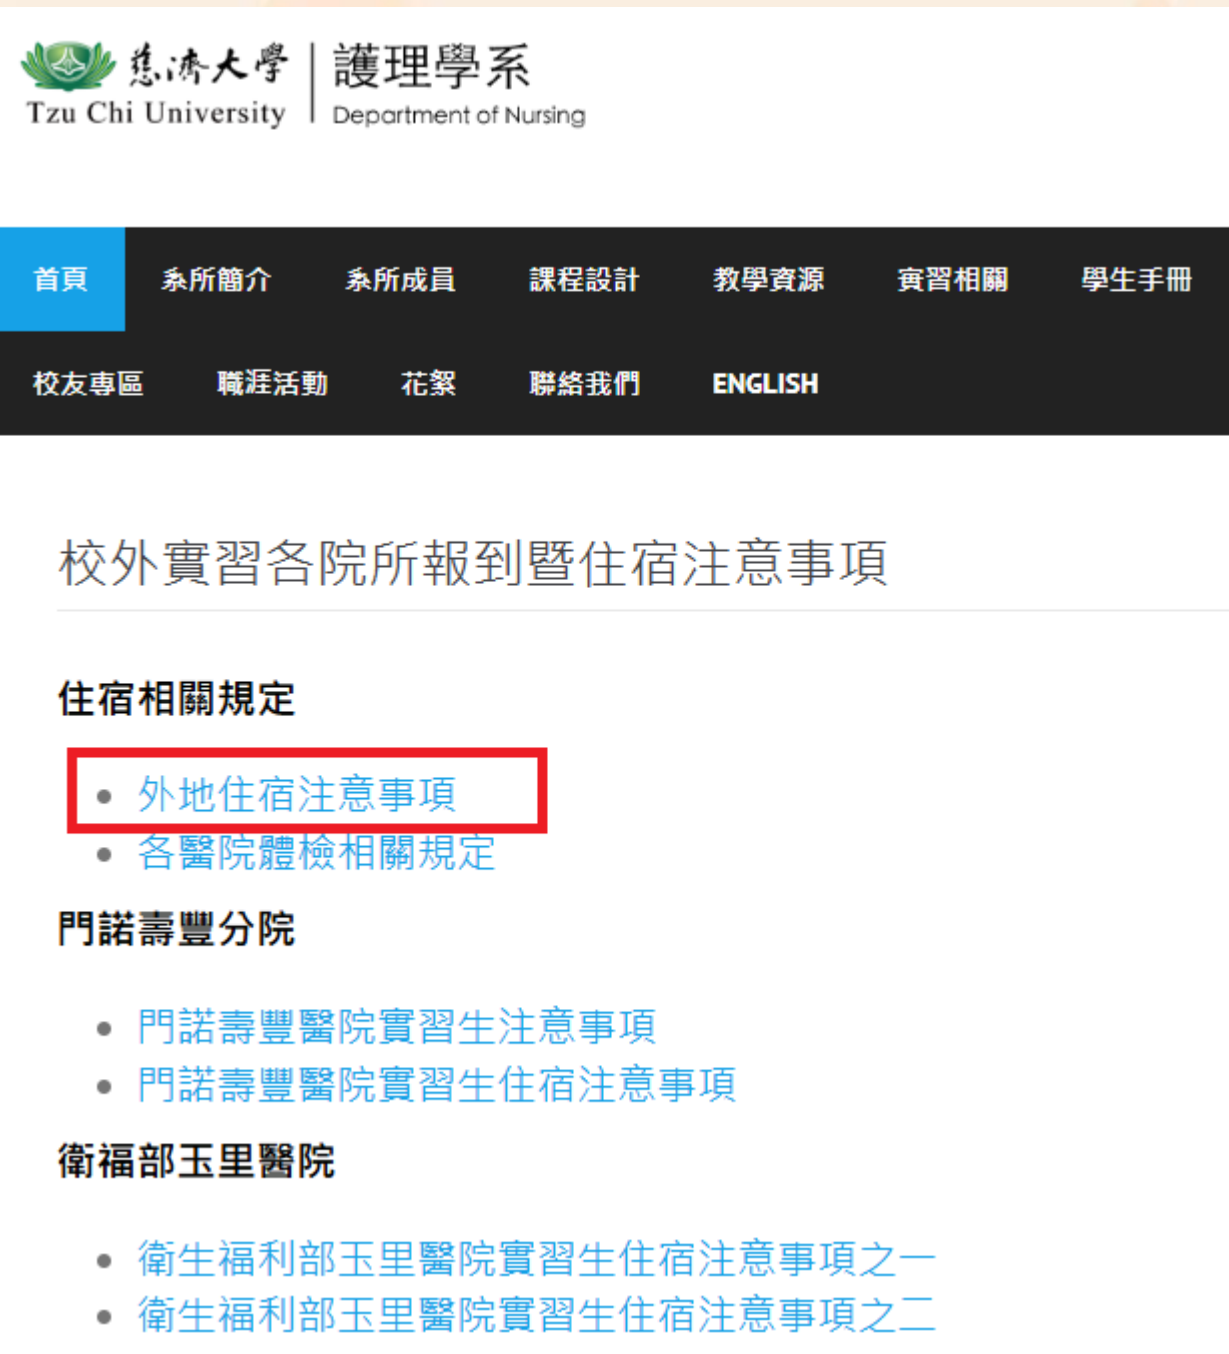 慈濟大學
Tzu Chi University
護理學系
Department of Nursing
首頁 系所簡介 系所成員 課程設計 教學資源 實習相關 學生手冊
校友專區 職涯活動 花絮 聯絡我們 ENGLISH
校外實習各院所報到暨住宿注意事項
住宿相關規定
外地住宿注意事項
各醫院體檢相關規定
門諾壽豐分院
門諾壽豐醫院實習生注意事項
門諾壽豐醫院實習生住宿注意事項
衛福部玉里醫院
衛生福利部玉里醫院實習生住宿注意事項之一
衛生福利部玉里醫院實習生住宿注意事項之二